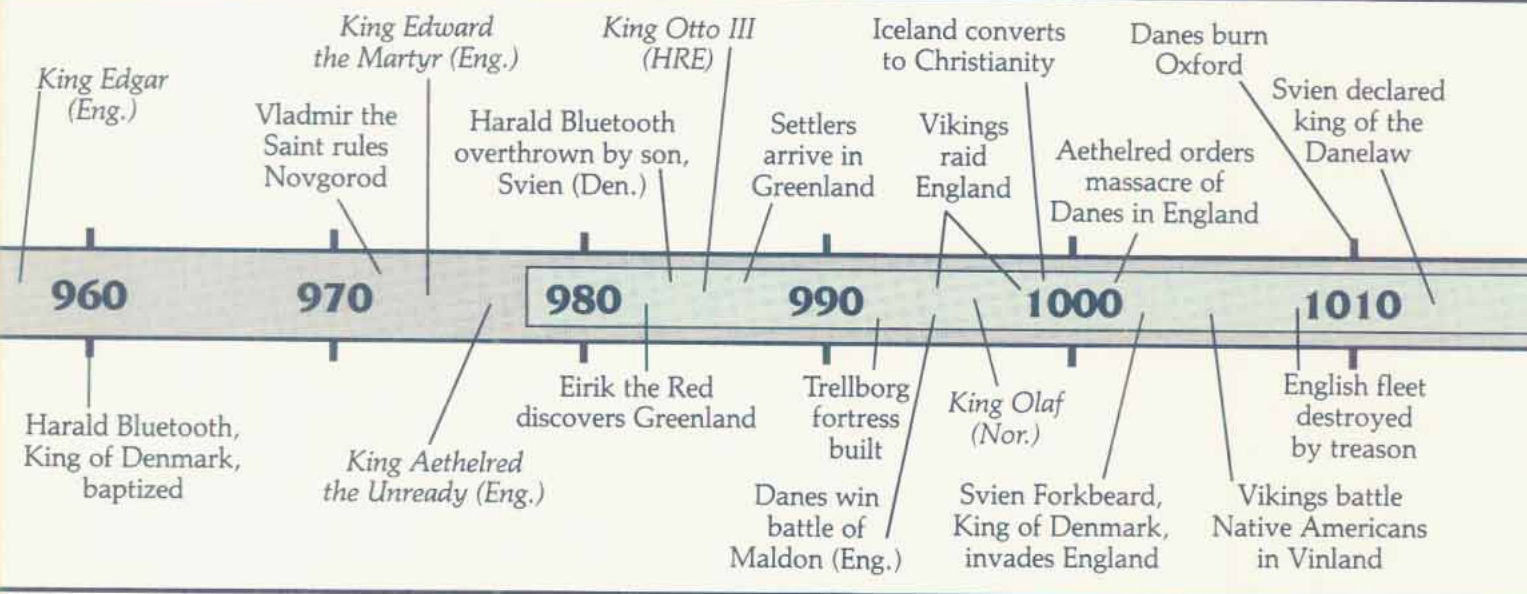 King Edgar
(Eng.)
Vladmir the
Saint rules
Novgorod
King Edward
the Martyr (Eng.)
Harald Bluetooth
overthrown by son,
Svien (Den.)
King Otto III
(HRE)
Settlers
arrive in
Greenland
Vikings
raid
England
Iceland converts
to Christianity
Aethelred orders
massacre of
Danes in England
Danes burn
Oxford
Svien declared
king of the
Danelaw
960
970
980
990
1000
1010
Harald Bluetooth,
King of Denmark,
baptized
King Aethelred
the Unready (Eng.)
Eirik the Red
discovers Greenland
Trellborg
fortress
built
Danes win
battle of
Maldon (Eng.)
King Olaf
(Nor.)
Svien Forkbeard,
King of Denmark,
invades England
Vikings battle
Native Americans
in Vinland
English fleet
destroyed
by treason